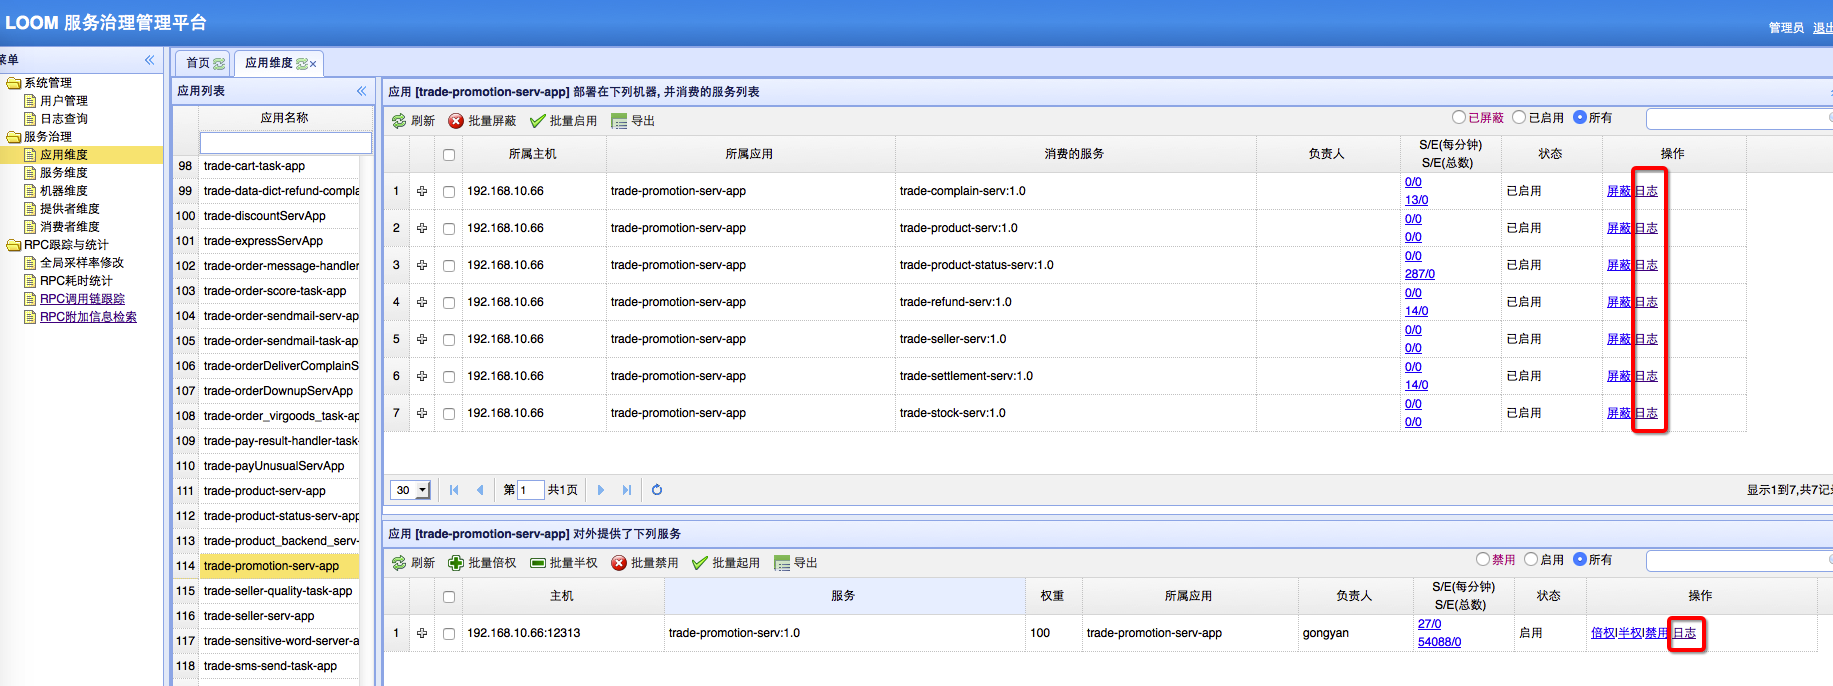 LOOM 服务治理管理平台
管理员 退出
菜单
系统管理
用户管理
日志查询
服务治理
应用维度
服务维度
机器维度
提供者维度
消费者维度
RPC跟踪与统计
全局采样率修改
RPC耗时统计
RPC调用链跟踪
RPC附加信息检索
首页
应用维度
应用列表
应用名称
98 trade-cart-task-app
99 trade-data-dict-refund-compla
100 trade-discountServApp
101 trade-expressServApp
102 trade-order-message-handler
103 trade-order-score-task-app
104 trade-order-sendmail-serv-ap
105 trade-order-sendmail-task-ap
106 trade-orderDeliverComplainS
107 trade-orderDownupServApp
108 trade-order_virgoods_task-ap
109 trade-pay-result-handler-task-
110 trade-payUnusualServApp
111 trade-product-serv-app
112 trade-product-status-serv-app
113 trade-product_backend_serv-
114 trade-promotion-serv-app
115 trade-seller-quality-task-app
116 trade-seller-serv-app
117 trade-sensitive-word-server-a
118 trade-sms-send-task-app
应用 [trade-promotion-serv-app] 部署在下列机器, 并消费的服务列表
刷新 批量屏蔽 批量启用 导出 已屏蔽 已启用 所有
所属主机 所属应用 消费的服务 负责人 S/E(每分钟) S/E(总数) 状态 操作
1 192.168.10.66 trade-promotion-serv-app trade-complain-serv:1.0 0/0 13/0 已启用 屏蔽 日志
2 192.168.10.66 trade-promotion-serv-app trade-product-serv:1.0 0/0 0/0 已启用 屏蔽 日志
3 192.168.10.66 trade-promotion-serv-app trade-product-status-serv:1.0 0/0 287/0 已启用 屏蔽 日志
4 192.168.10.66 trade-promotion-serv-app trade-refund-serv:1.0 0/0 14/0 已启用 屏蔽 日志
5 192.168.10.66 trade-promotion-serv-app trade-seller-serv:1.0 0/0 0/0 已启用 屏蔽 日志
6 192.168.10.66 trade-promotion-serv-app trade-settlement-serv:1.0 0/0 14/0 已启用 屏蔽 日志
7 192.168.10.66 trade-promotion-serv-app trade-stock-serv:1.0 0/0 0/0 已启用 屏蔽 日志
30 第 1 共1页 显示1到7,共7记录
应用 [trade-promotion-serv-app] 对外提供了下列服务
刷新 批量倍权 批量半权 批量禁用 批量起用 导出 禁用 启用 所有
主机 服务 权重 所属应用 负责人 S/E(每分钟) S/E(总数) 状态 操作
1 192.168.10.66:12313 trade-promotion-serv:1.0 100 trade-promotion-serv-app gongyan 27/0 54088/0 启用 倍权|半权|禁用 日志